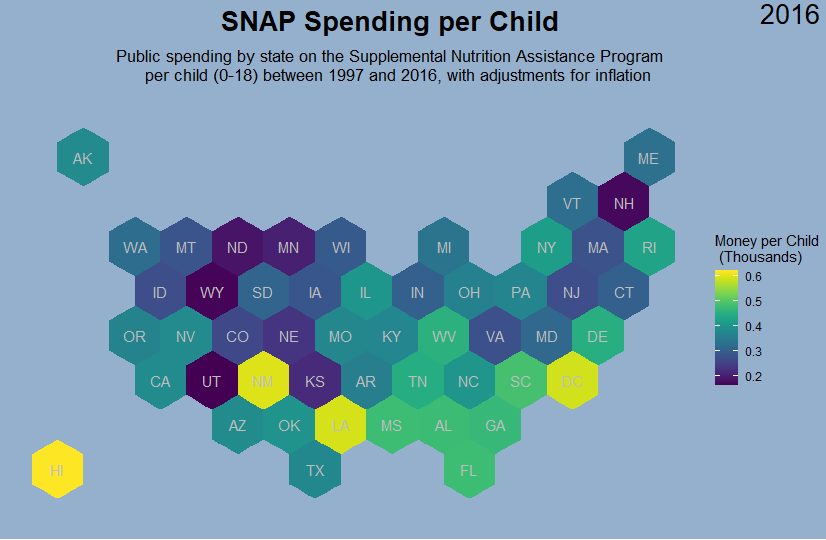 SNAP Spending per Child
2016
Public spending by state on the Supplemental Nutrition Assistance Program
per child (0-18) between 1997 and 2016, with adjustments for inflation
AK
ME
VT
NH
WA
MT
ND
MN
WI
MI
NY
MA
RI
ID
WY
SD
IA
IL
IN
OH
PA
NJ
CT
OR
NV
CO
NE
MO
KY
WV
VA
MD
DE
CA
UT
NM
KS
AR
TN
NC
SC
DC
AZ
OK
LA
MS
AL
GA
HI
TX
FL
Money per Child
(Thousands)
0.6
0.5
0.4
0.3
0.2